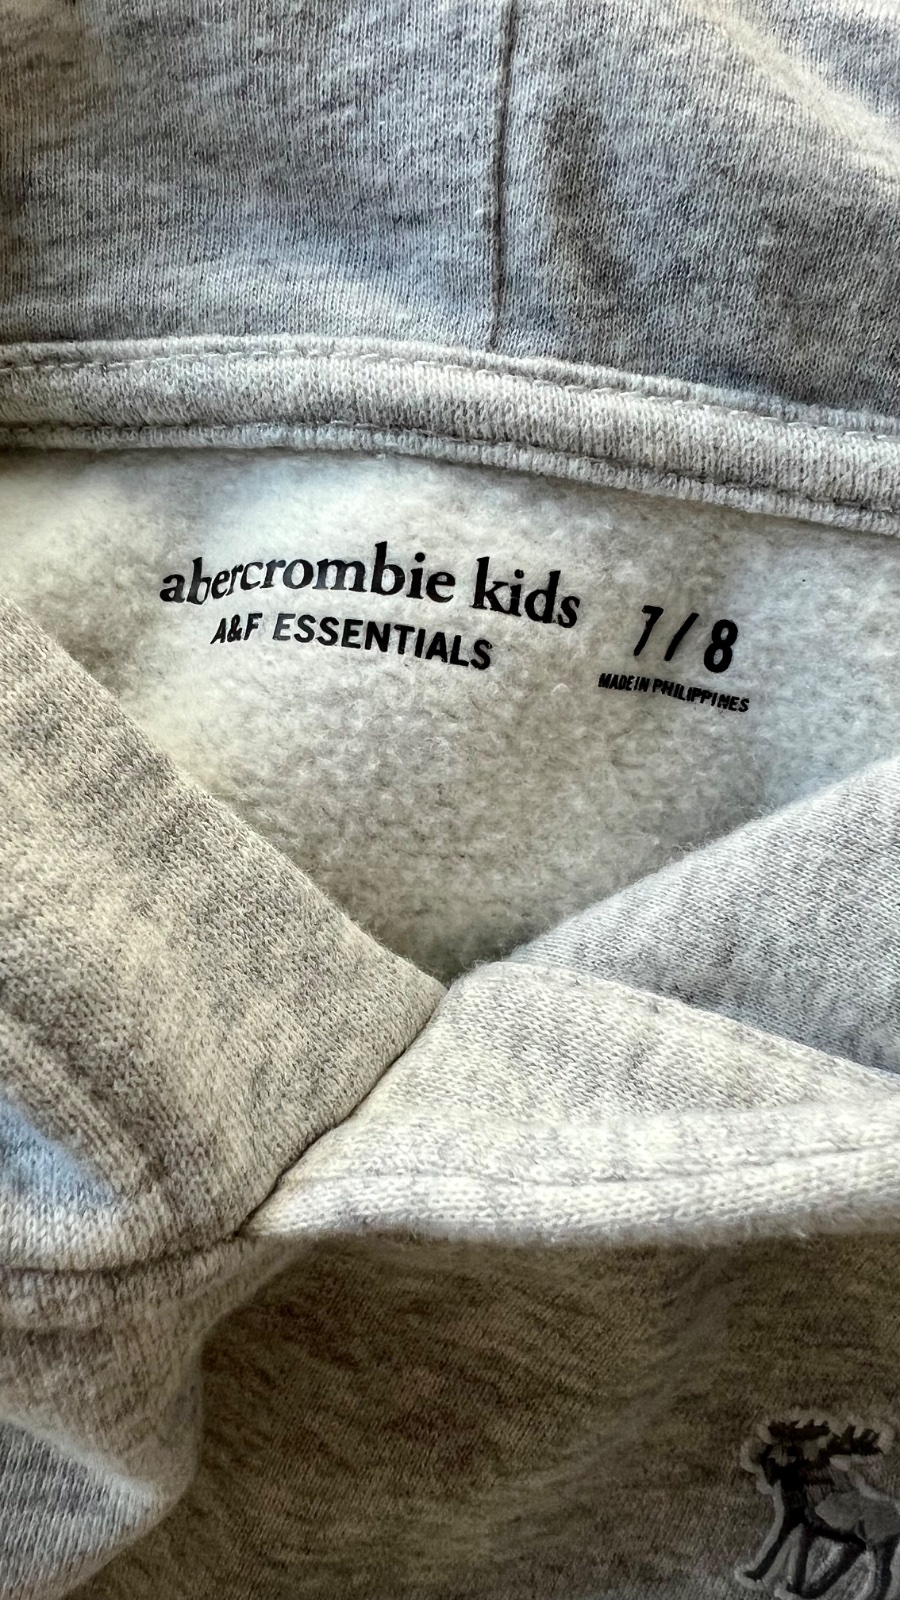 abercrombie kids
A&F ESSENTIALS
7/8
MADE IN PHILIPPINES